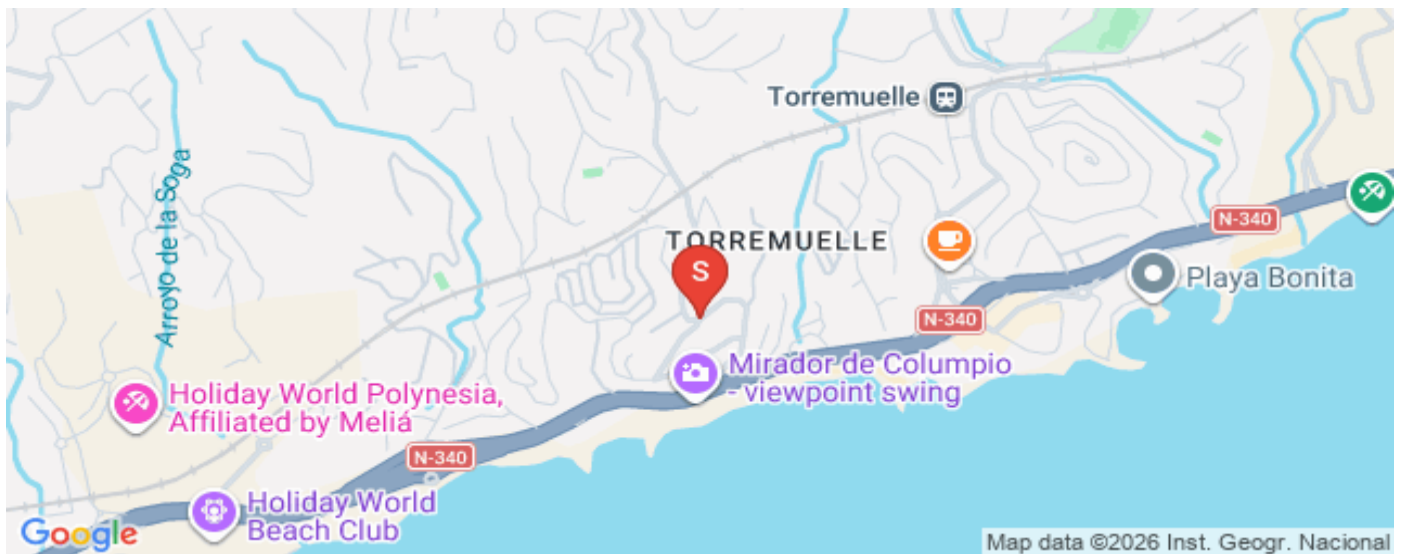 Torremuelle
Arroyo de la Soga
N-340
TORREMUELLE
S
Playa Bonita
N-340
Mirador de Columpio
- viewpoint swing
Holiday World Polynesia,
Affiliated by Meliá
N-340
Holiday World
Beach Club
Google
Map data ©2026 Inst. Geogr. Nacional